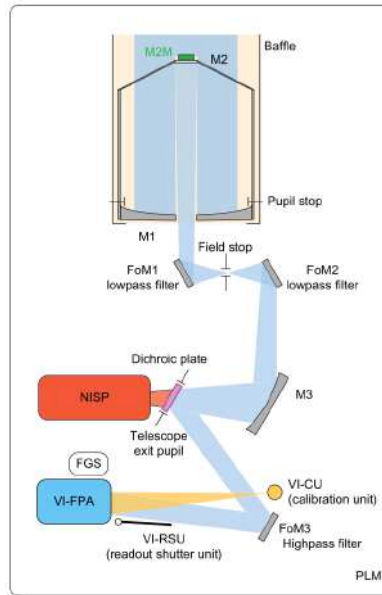 Baffle
M2M
M2
Pupil stop
M1
Field stop
FoM1
lowpass filter
FoM2
lowpass filter
Dichroic plate
NISP
M3
Telescope
exit pupil
FGS
VI-FPA
VI-CU
(calibration unit)
VI-RSU
(readout shutter unit)
FoM3
Highpass filter
PLM